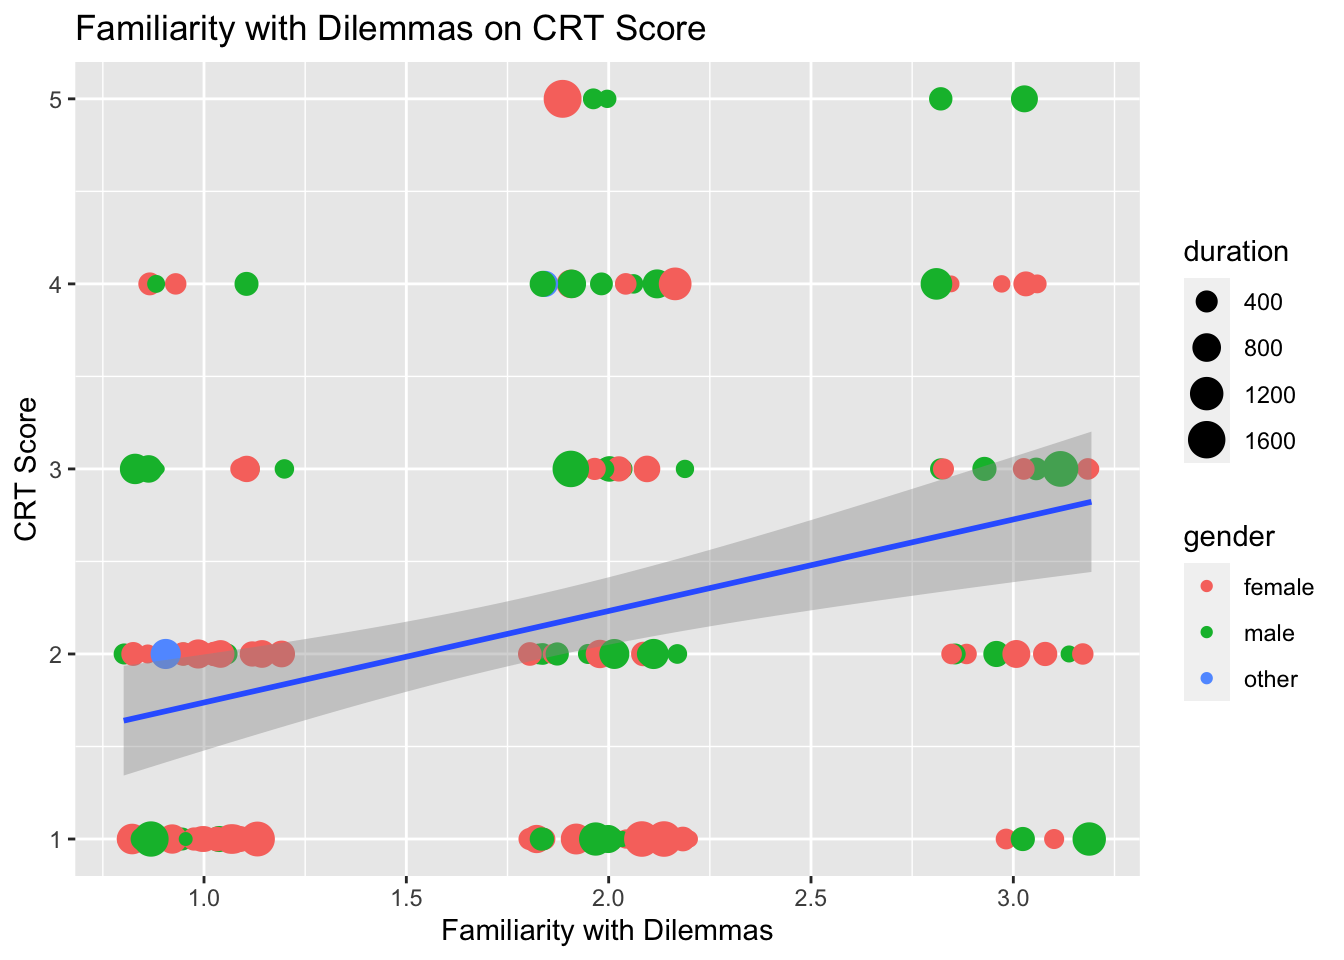 Familiarity with Dilemmas on CRT Score
5
4
3
2
1
CRT Score
1.0
1.5
2.0
2.5
3.0
Familiarity with Dilemmas
duration
400
800
1200
1600
gender
female
male
other